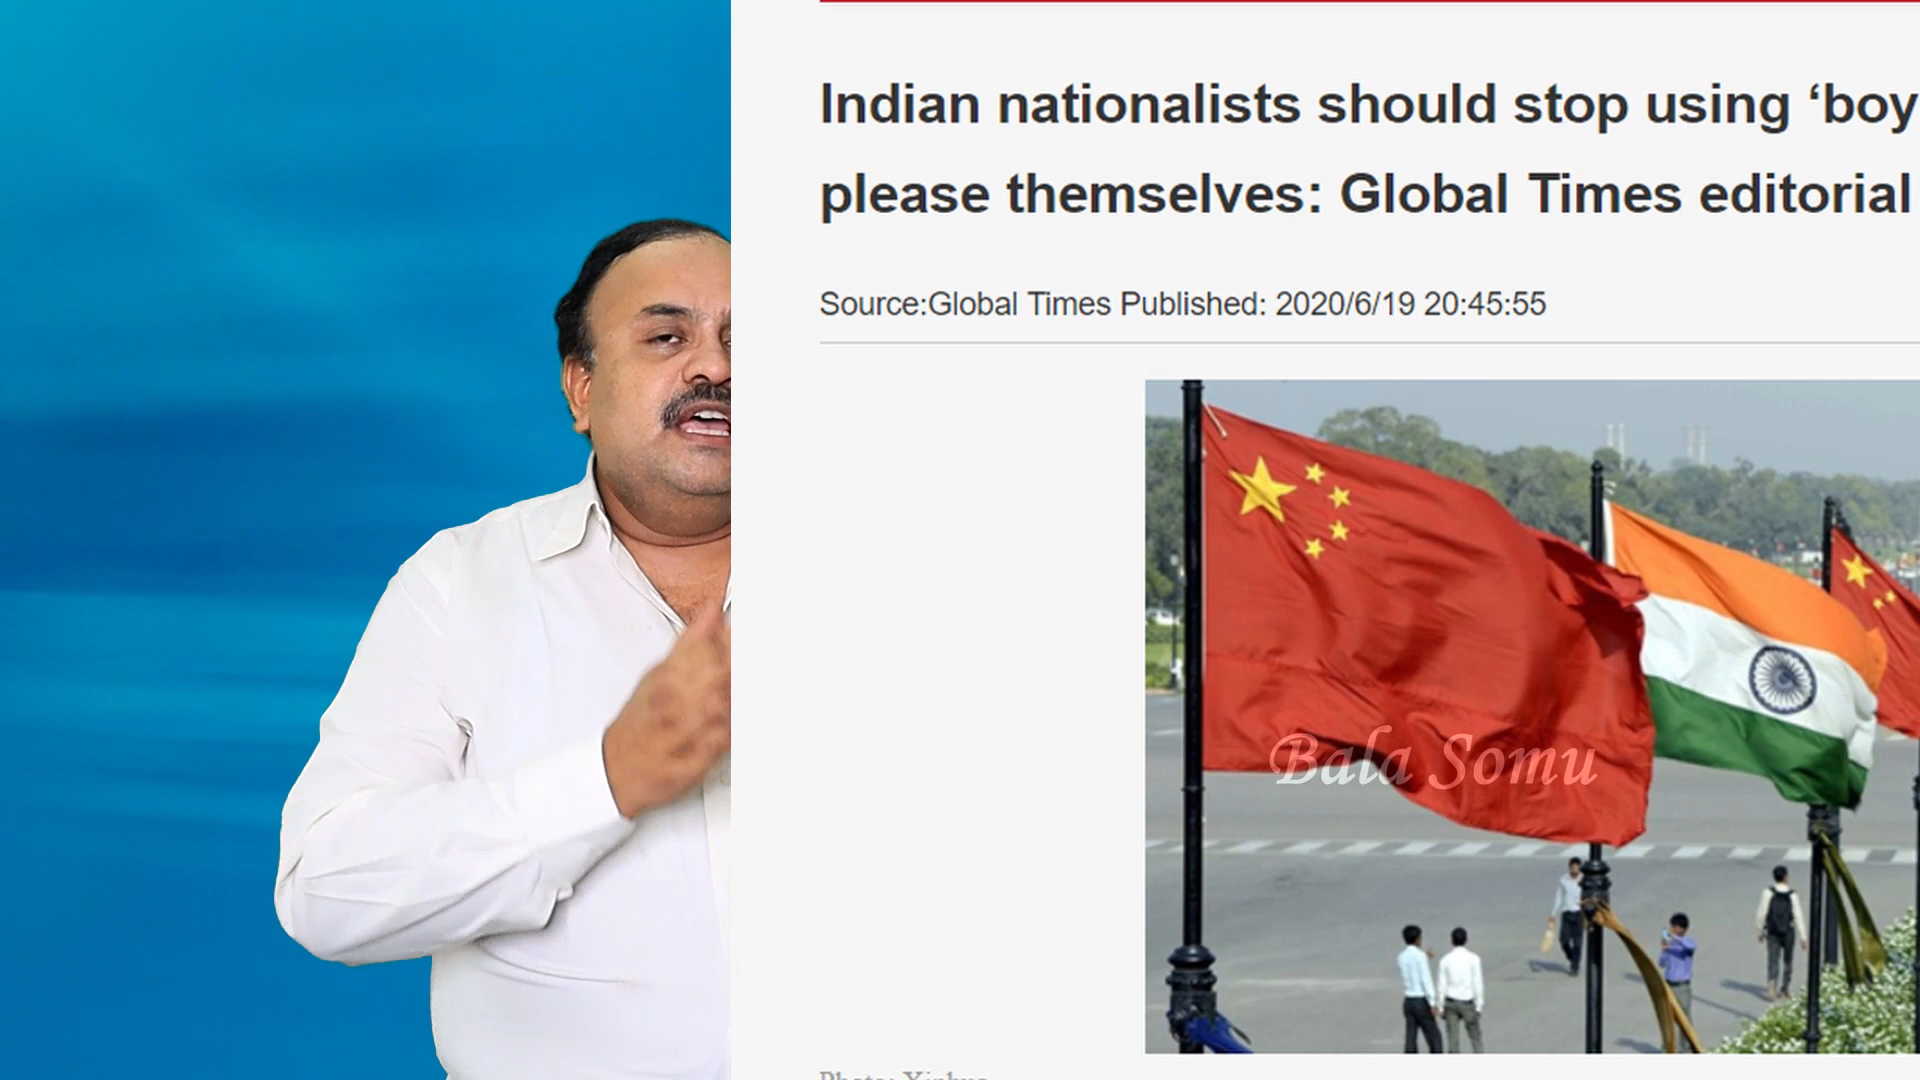 Indian nationalists should stop using ‘boy
please themselves: Global Times editorial
Source:Global Times Published: 2020/6/19 20:45:55
Bala Somu